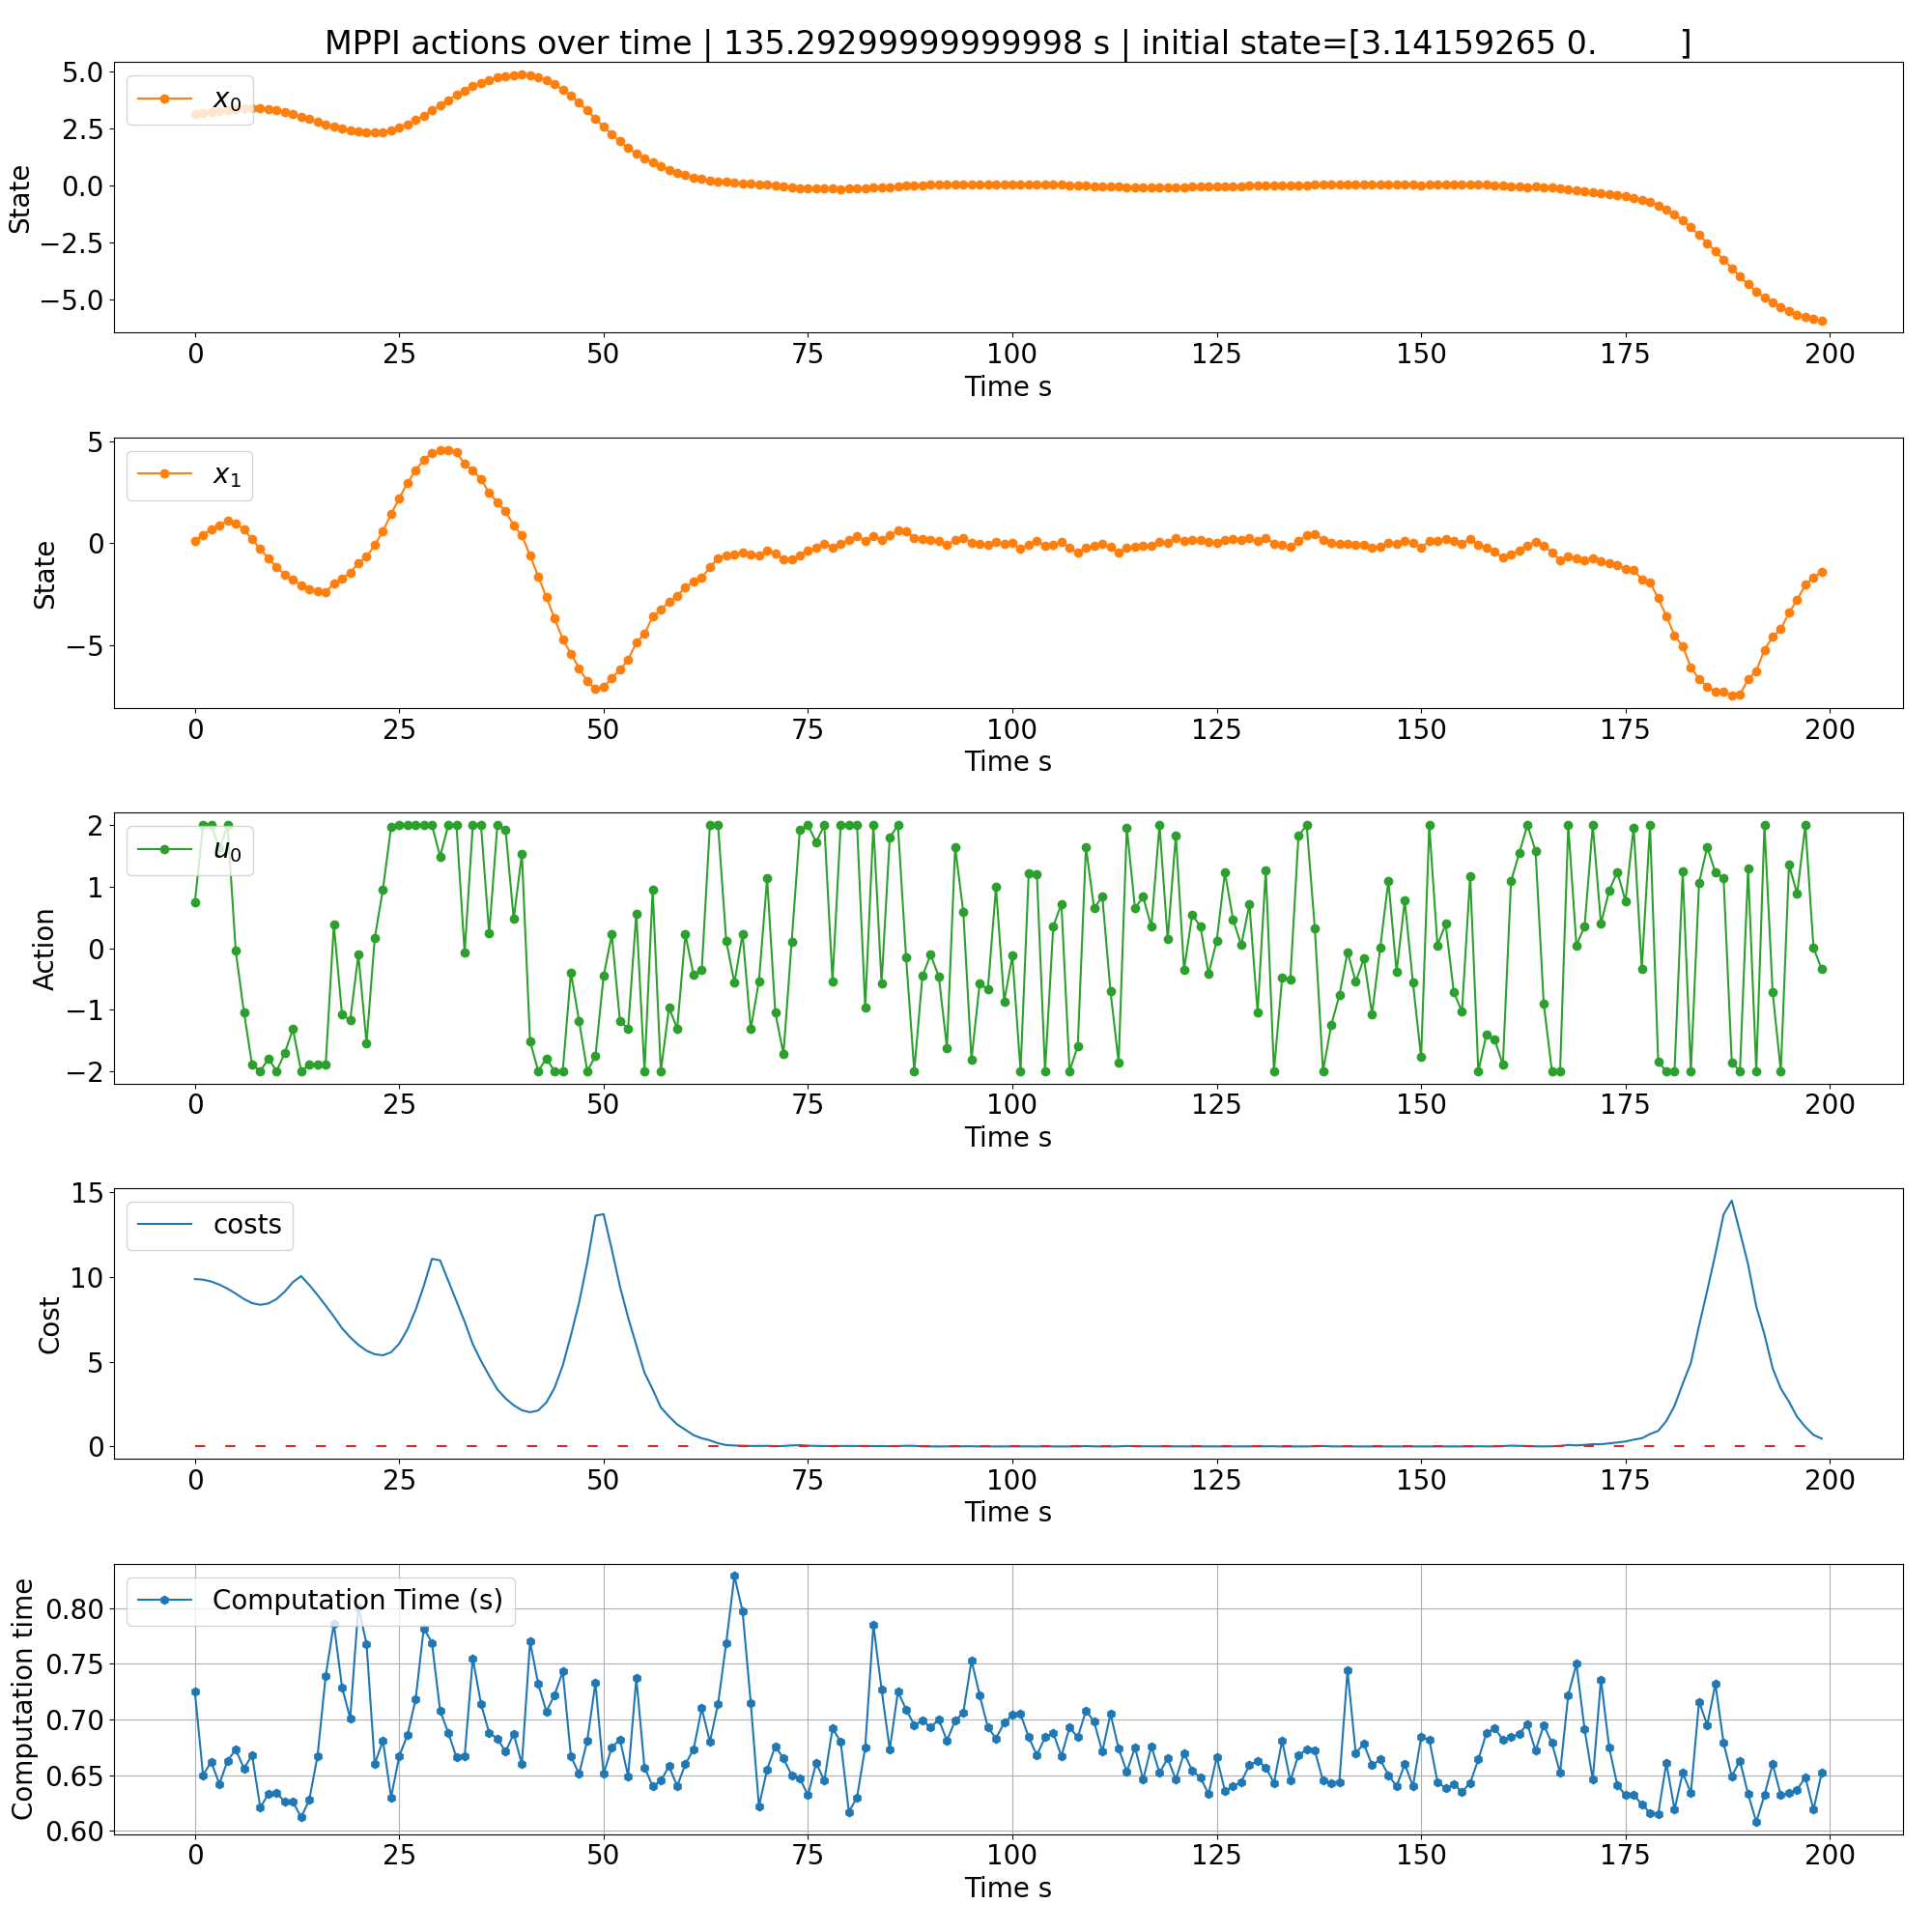 MPPI actions over time | 135.29299999999998 s | initial state=[3.14159265 0.         ]
5.0
2.5
0.0
−2.5
−5.0
State
x0
0 25 50 75 100 125 150 175 200
Time s
5
0
−5
State
x1
0 25 50 75 100 125 150 175 200
Time s
2
1
0
−1
−2
Action
u0
0 25 50 75 100 125 150 175 200
Time s
15
10
5
0
Cost
costs
0 25 50 75 100 125 150 175 200
Time s
0.80
0.75
0.70
0.65
0.60
Computation time
Computation Time (s)
0 25 50 75 100 125 150 175 200
Time s